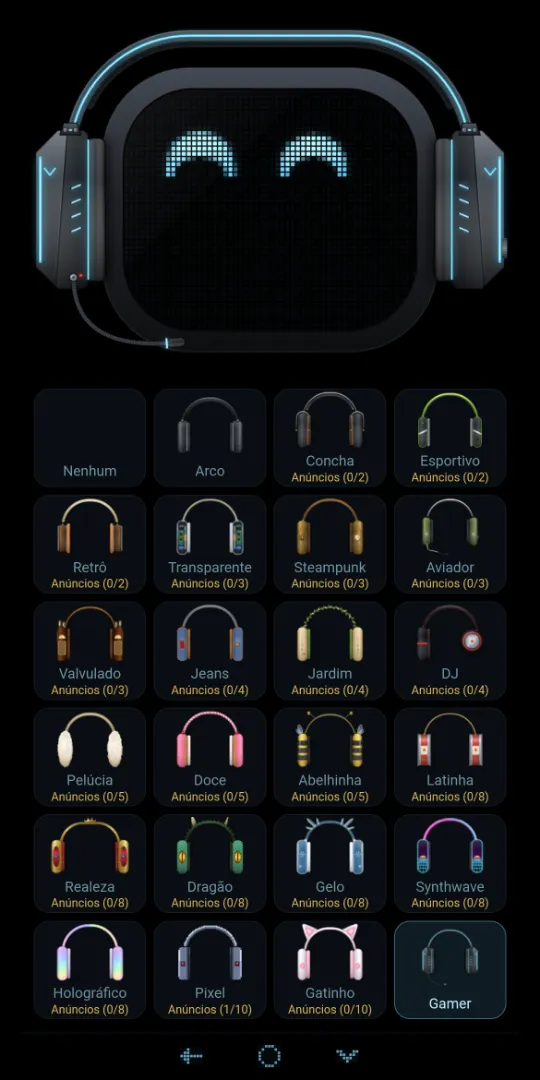 Nenhum
Arco
Concha
Anúncios (0/2)
Esportivo
Anúncios (0/2)
Retrô
Anúncios (0/2)
Transparente
Anúncios (0/3)
Steampunk
Anúncios (0/3)
Aviador
Anúncios (0/3)
Valvulado
Anúncios (0/3)
Jeans
Anúncios (0/4)
Jardim
Anúncios (0/4)
DJ
Anúncios (0/4)
Pelúcia
Anúncios (0/5)
Doce
Anúncios (0/5)
Abelhinha
Anúncios (0/5)
Latinha
Anúncios (0/8)
Realeza
Anúncios (0/8)
Dragão
Anúncios (0/8)
Gelo
Anúncios (0/8)
Synthwave
Anúncios (0/8)
Holográfico
Anúncios (0/8)
Pixel
Anúncios (1/10)
Gatinho
Anúncios (0/10)
Gamer